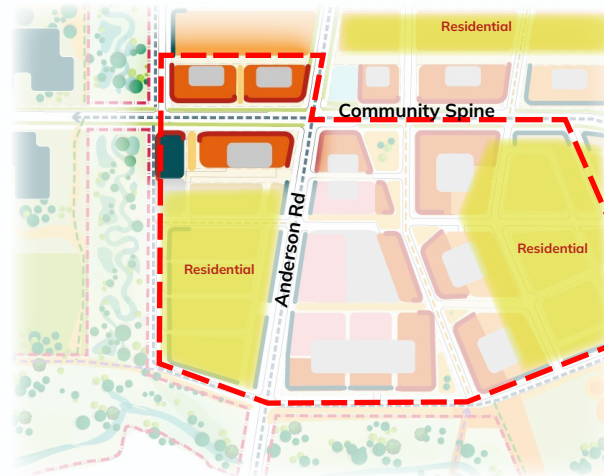 Residential
Community Spine
Anderson Rd
Residential
Residential